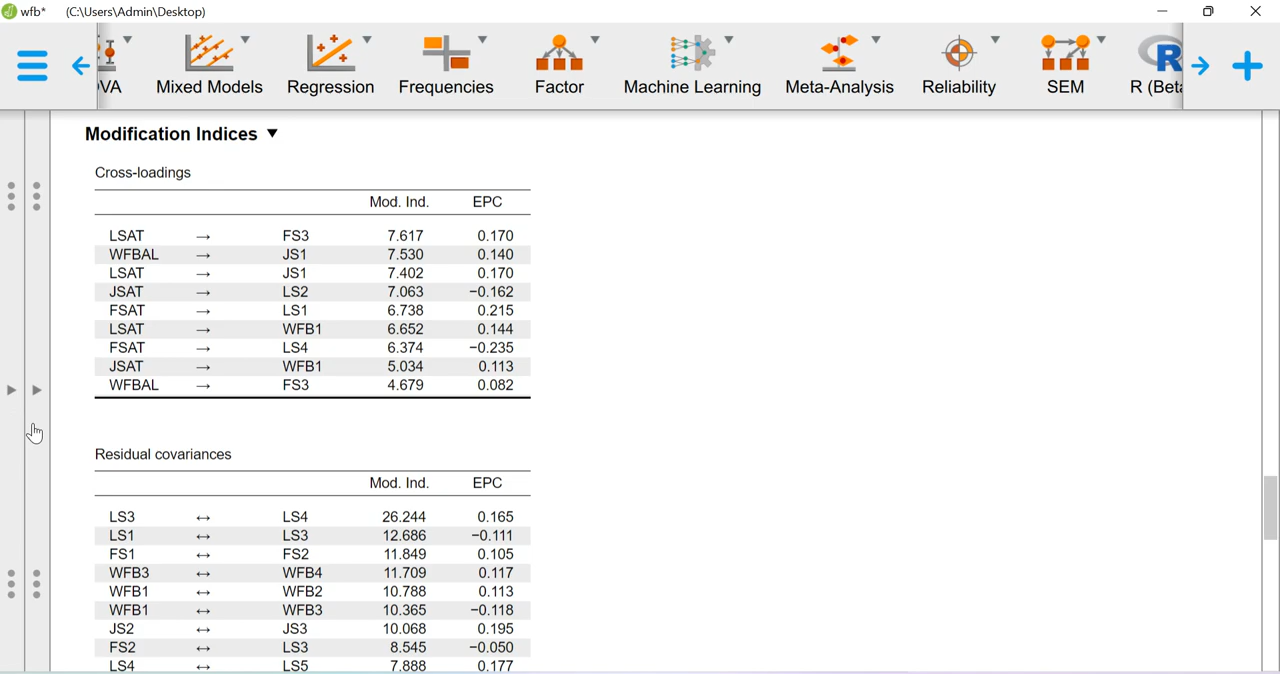 wfb* (C:\Users\Admin\Desktop)
VA Mixed Models Regression Frequencies Factor Machine Learning Meta-Analysis Reliability SEM R (Beta
Modification Indices ▼
Cross-loadings
Mod. Ind. EPC
LSAT → FS3 7.617 0.170
WFBAL → JS1 7.530 0.140
LSAT → JS1 7.402 0.170
JSAT → LS2 7.063 −0.162
FSAT → LS1 6.738 0.215
LSAT → WFB1 6.652 0.144
FSAT → LS4 6.374 −0.235
JSAT → WFB1 5.034 0.113
WFBAL → FS3 4.679 0.082
Residual covariances
Mod. Ind. EPC
LS3 ↔ LS4 26.244 0.165
LS1 ↔ LS3 12.686 −0.111
FS1 ↔ FS2 11.849 0.105
WFB3 ↔ WFB4 11.709 0.117
WFB1 ↔ WFB2 10.788 0.113
WFB1 ↔ WFB3 10.365 −0.118
JS2 ↔ JS3 10.068 0.195
FS2 ↔ LS3 8.545 −0.050
LS4 ↔ LS5 7.888 0.177